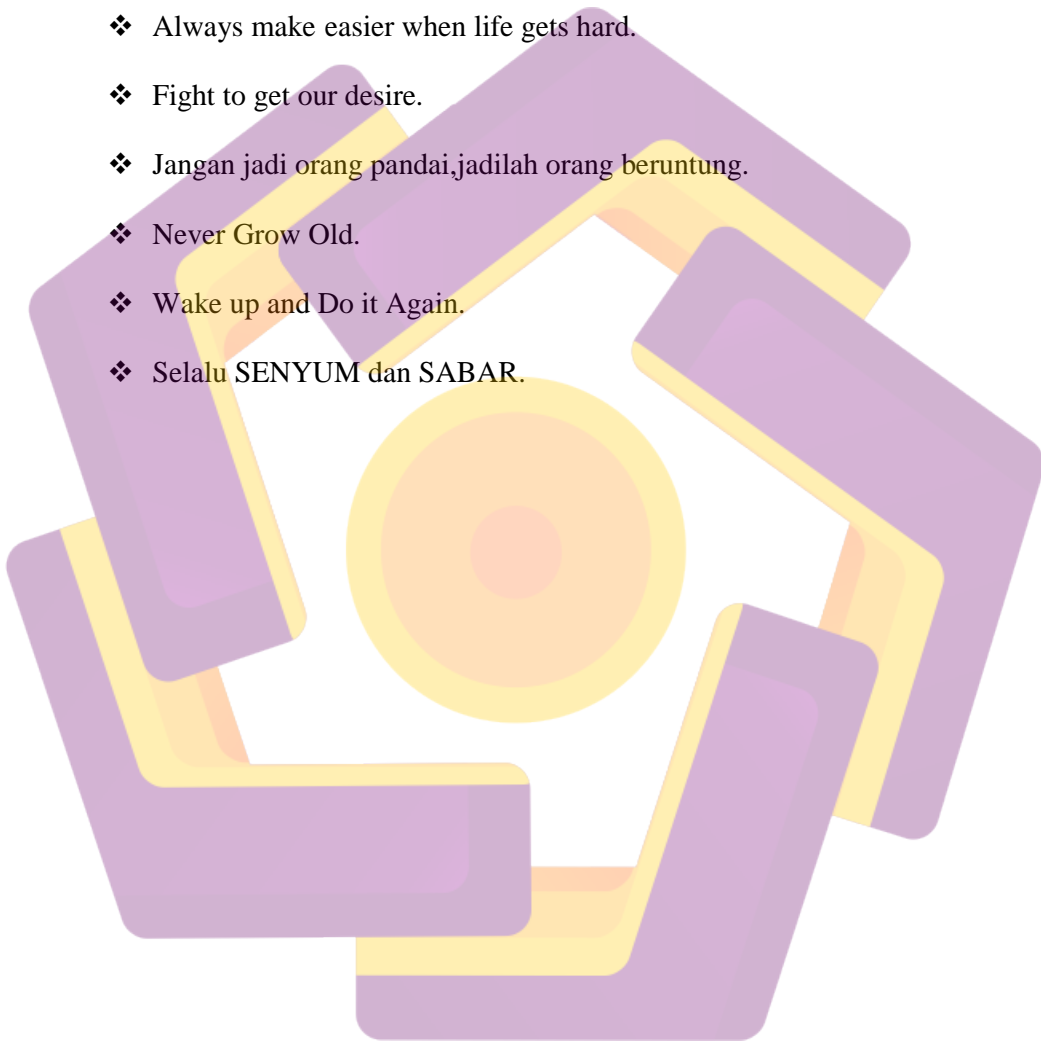 ❖ Always make easier when life gets hard.
❖ Fight to get our desire.
❖ Jangan jadi orang pandai,jadilah orang beruntung.
❖ Never Grow Old.
❖ Wake up and Do it Again.
❖ Selalu SENYUM dan SABAR.